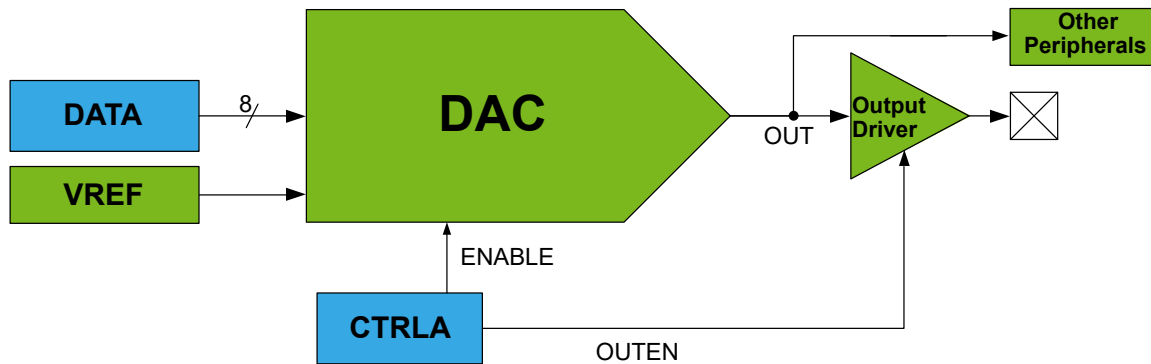 Other
Peripherals
DATA
8
DAC
Output
Driver
OUT
VREF
ENABLE
CTRLA
OUTEN